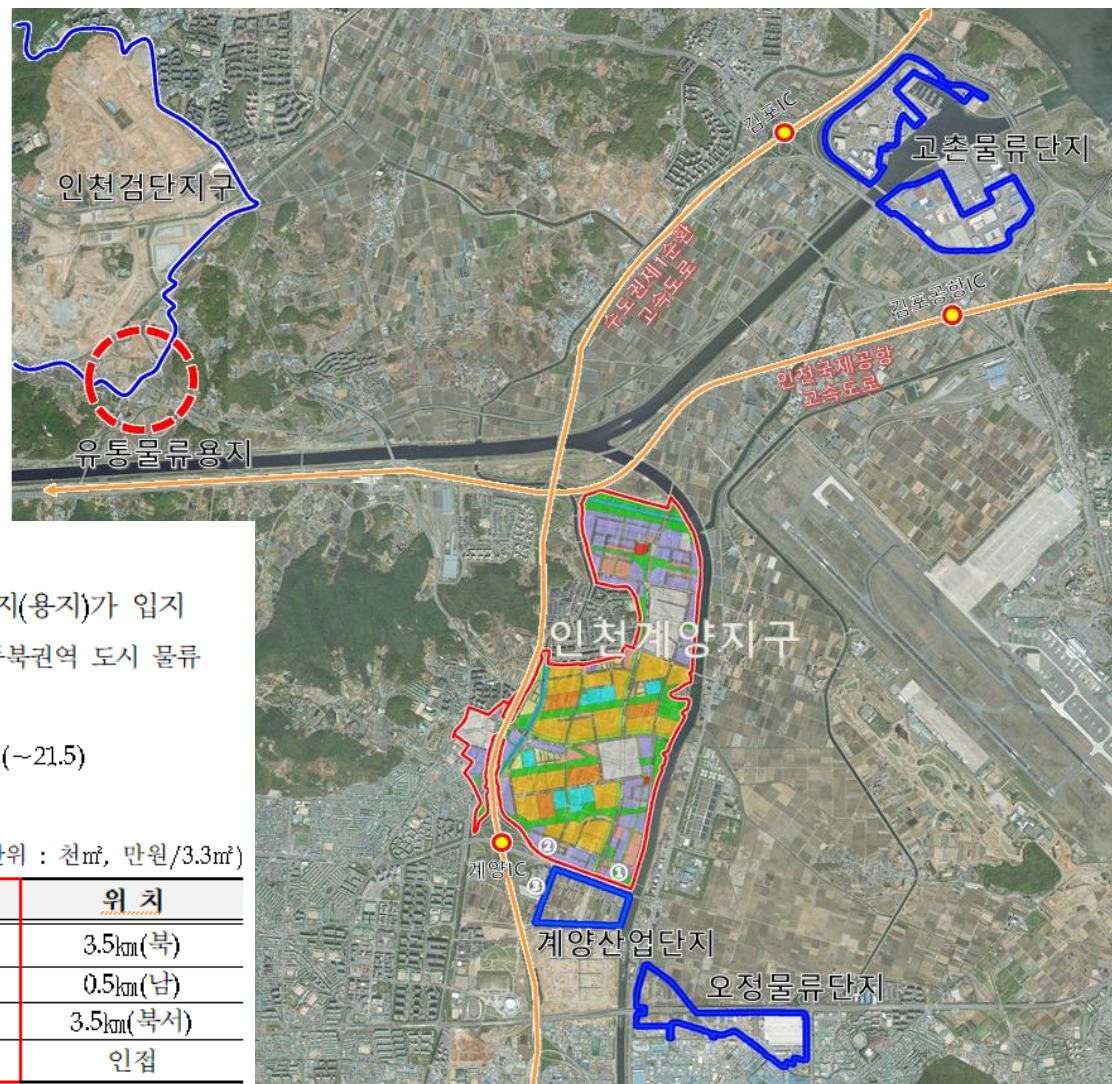 김포IC
고촌물류단지
인천검단지구
수도권제1순환
고속도로
김포공항IC
인천국제공항
고속도로
유통물류용지
인천계양지구
지(용지)가 입지
북권역 도시 물류
(~21.5)
②
①
계양IC
③
계양산업단지
오정물류단지
위 : 천㎡, 만원/3.3㎡)
위 치
3.5㎞(북)
0.5㎞(남)
3.5㎞(북서)
인접